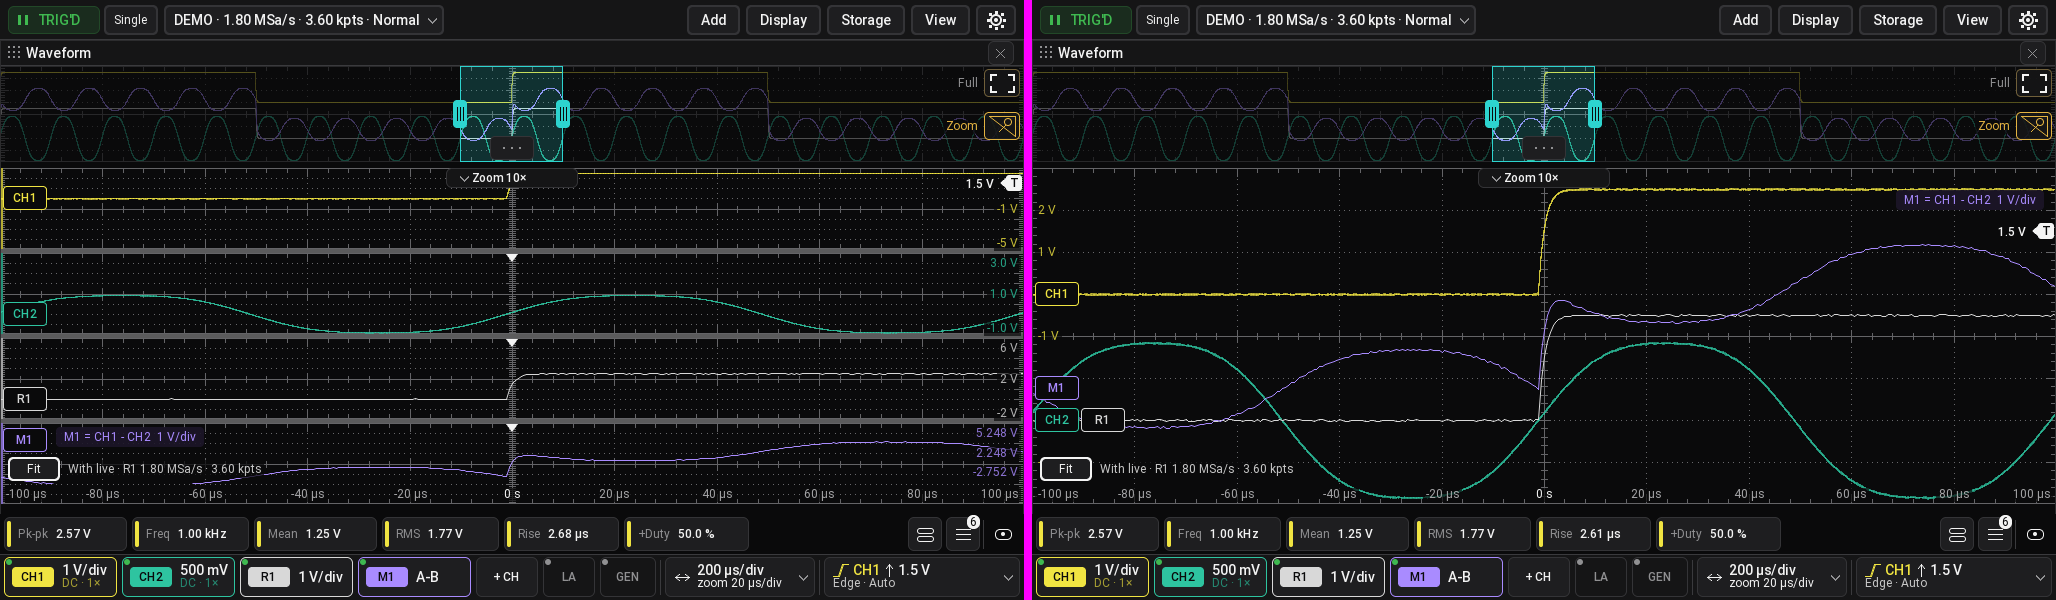 TRIG'D Single DEMO · 1.80 MSa/s · 3.60 kpts · Normal Add Display Storage View
Waveform
Full
Zoom
Zoom 10×
1.5 V T
CH1
-1 V
-5 V
3.0 V
1.0 V
CH2
-1.0 V
6 V
2 V
R1
-2 V
M1 M1 = CH1 - CH2 1 V/div 5.248 V
2.248 V
Fit With live · R1 1.80 MSa/s · 3.60 kpts -2.752 V
-100 µs -80 µs -60 µs -40 µs -20 µs 0 s 20 µs 40 µs 60 µs 80 µs 100 µs
Pk-pk 2.57 V Freq 1.00 kHz Mean 1.25 V RMS 1.77 V Rise 2.68 µs +Duty 50.0 % 6
CH1 1 V/div DC · 1× CH2 500 mV DC · 1× R1 1 V/div M1 A-B + CH LA GEN 200 µs/div zoom 20 µs/div CH1 ↑ 1.5 V Edge · Auto
TRIG'D Single DEMO · 1.80 MSa/s · 3.60 kpts · Normal Add Display Storage View
Waveform
Full
Zoom
Zoom 10×
M1 = CH1 - CH2 1 V/div
2 V
1.5 V T
1 V
CH1
-1 V
M1
CH2 R1
Fit With live · R1 1.80 MSa/s · 3.60 kpts
-100 µs -80 µs -60 µs -40 µs -20 µs 0 s 20 µs 40 µs 60 µs 80 µs 100 µs
Pk-pk 2.57 V Freq 1.00 kHz Mean 1.25 V RMS 1.77 V Rise 2.61 µs +Duty 50.0 % 6
CH1 1 V/div DC · 1× CH2 500 mV DC · 1× R1 1 V/div M1 A-B + CH LA GEN 200 µs/div zoom 20 µs/div CH1 ↑ 1.5 V Edge · Auto